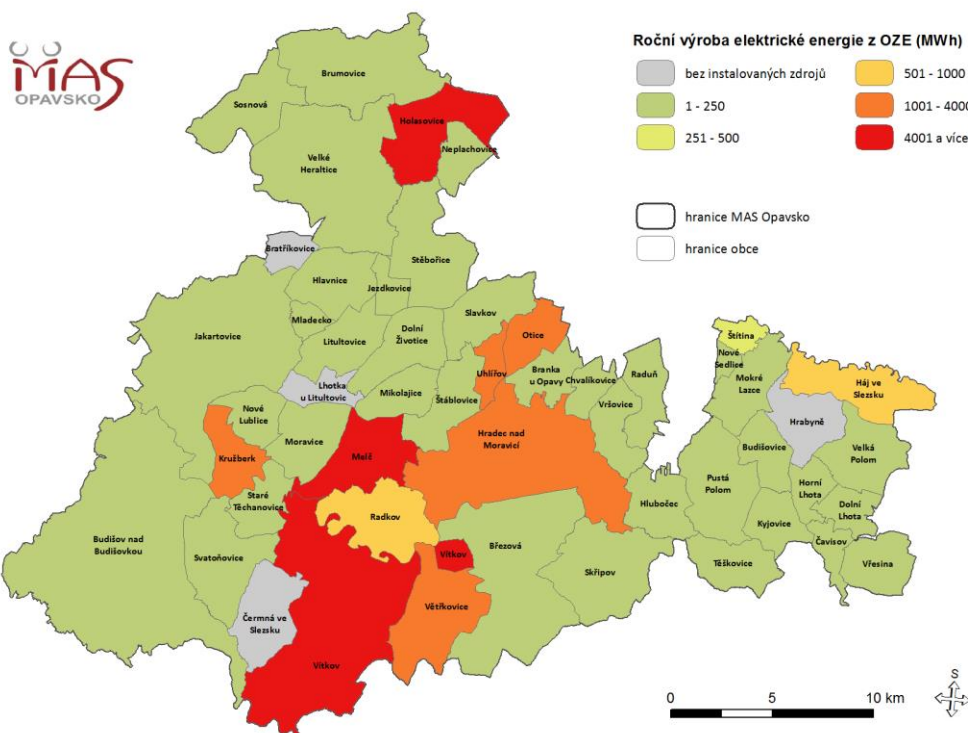 MAS
OPAVSKO
Roční výroba elektrické energie z OZE (MWh)
bez instalovaných zdrojů
1 - 250
251 - 500
501 - 1000
1001 - 4000
4001 a více
hranice MAS Opavsko
hranice obce
Brumovice
Sosnová
Holasovice
Neplachovice
Velké
Heraltice
Bratříkovice
Stěbořice
Hlavnice
Jezdkovice
Mladecko
Jakartovice
Litultovice
Dolní
Životice
Slavkov
Otice
Uhlířov
Branka
u Opavy
Chvalíkovice
Raduň
Vršovice
Štítina
Nové
Sedlice
Mokré
Lazce
Háj ve
Slezsku
Hrabyně
Lhotka
u Litultovic
Mikolajice
Štáblovice
Nové
Lublice
Moravice
Kružberk
Melč
Hradec nad
Moravicí
Budišovice
Velká
Polom
Pustá
Polom
Horní
Lhota
Dolní
Lhota
Hlubočec
Staré
Těchanovice
Radkov
Kyjovice
Čavisov
Budišov nad
Budišovkou
Svatoňovice
Vítkov
Březová
Skřipov
Těškovice
Vřesina
Větřkovice
Čermná ve
Slezsku
Vítkov
0 5 10 km
S